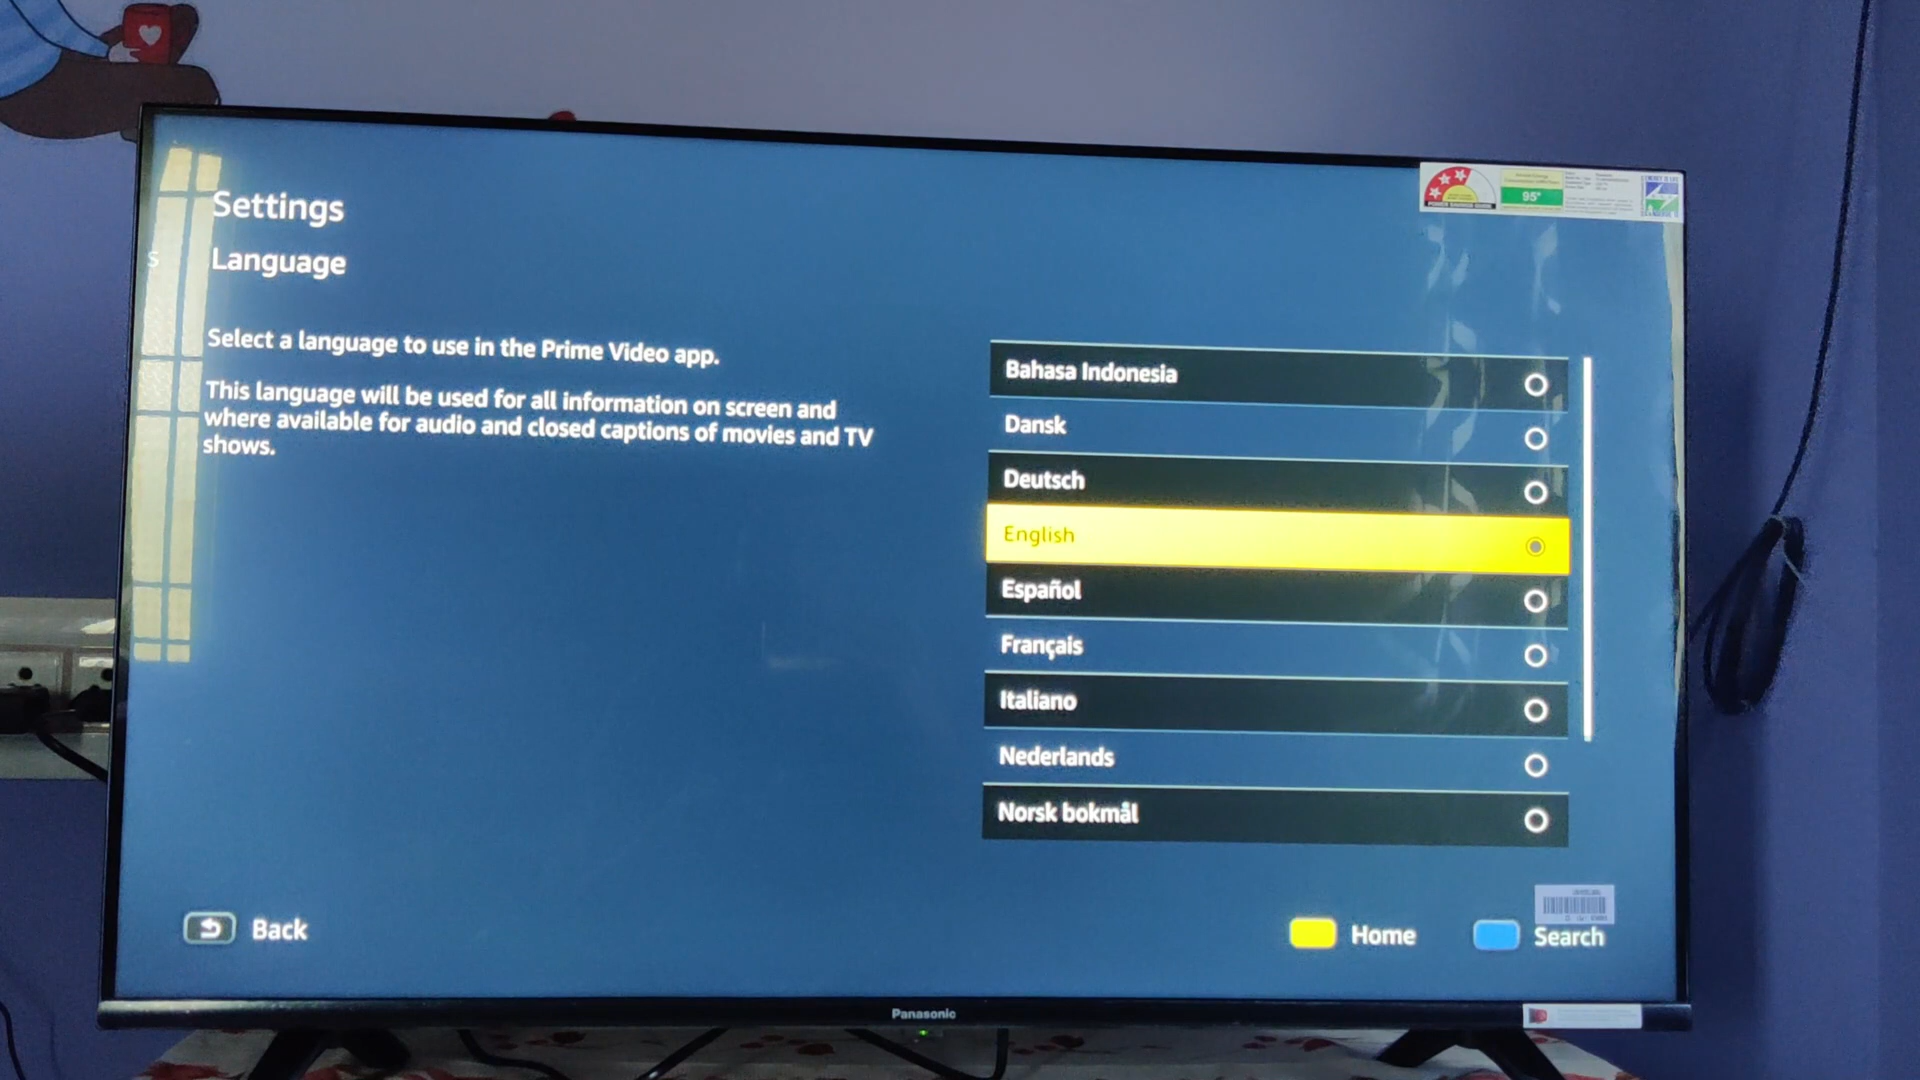 Settings
S
Language
Select a language to use in the Prime Video app.
This language will be used for all information on screen and
where available for audio and closed captions of movies and TV
shows.
Bahasa Indonesia
Dansk
Deutsch
English
Español
Français
Italiano
Nederlands
Norsk bokmål
Back
Home
Search
Panasonic
95*